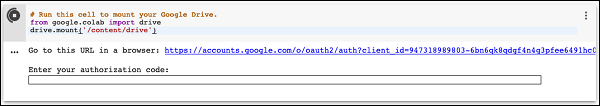 # Run this cell to mount your Google Drive.
from google.colab import drive
drive.mount('/content/drive')
... Go to this URL in a browser: https://accounts.google.com/o/oauth2/auth?client_id=947318989803-6bn6qk8qdgf4n4g3pfee6491hc0
Enter your authorization code: